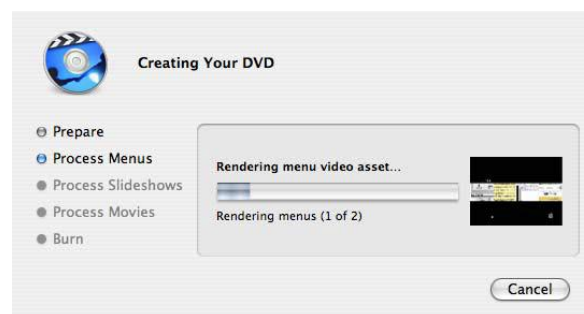 Creating Your DVD
Prepare
Process Menus
Process Slideshows
Process Movies
Burn
Rendering menu video asset...
Rendering menus (1 of 2)
Cancel